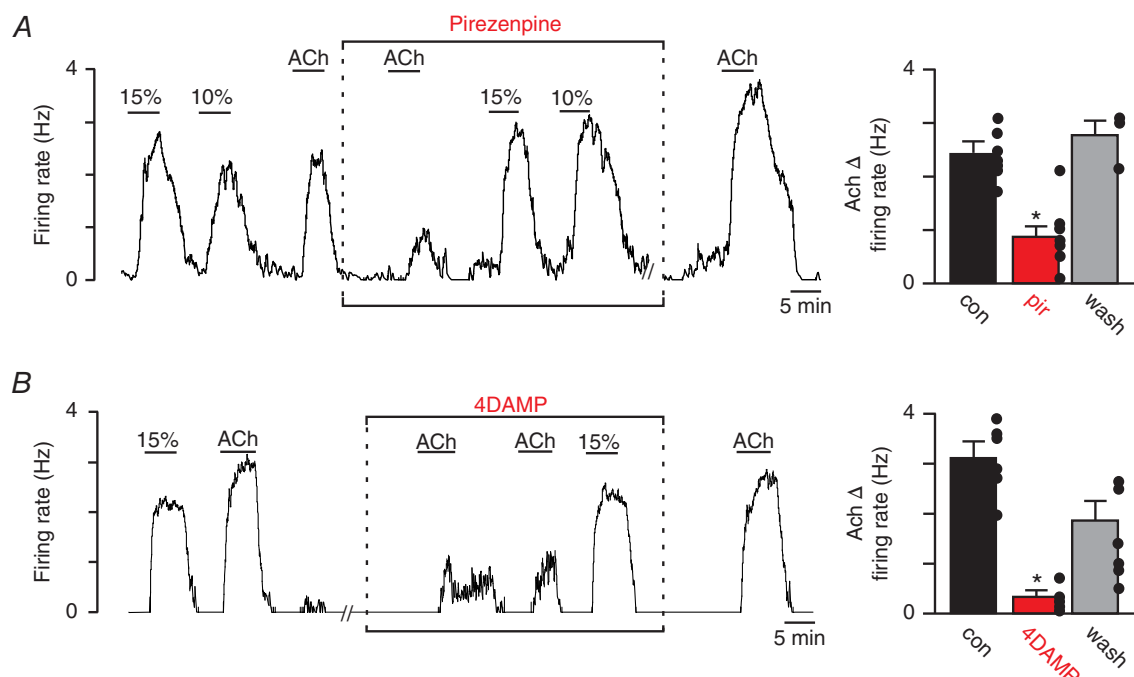 A
Pirezenpine
ACh
ACh
ACh
4
15%
10%
15%
10%
Firing rate (Hz)
0
//
5 min
4
Ach Δ
firing rate (Hz)
0
*
con
pir
wash
B
4DAMP
4
15%
ACh
ACh
ACh
15%
ACh
Firing rate (Hz)
0
//
5 min
4
Ach Δ
firing rate (Hz)
0
*
con
4DAMP
wash